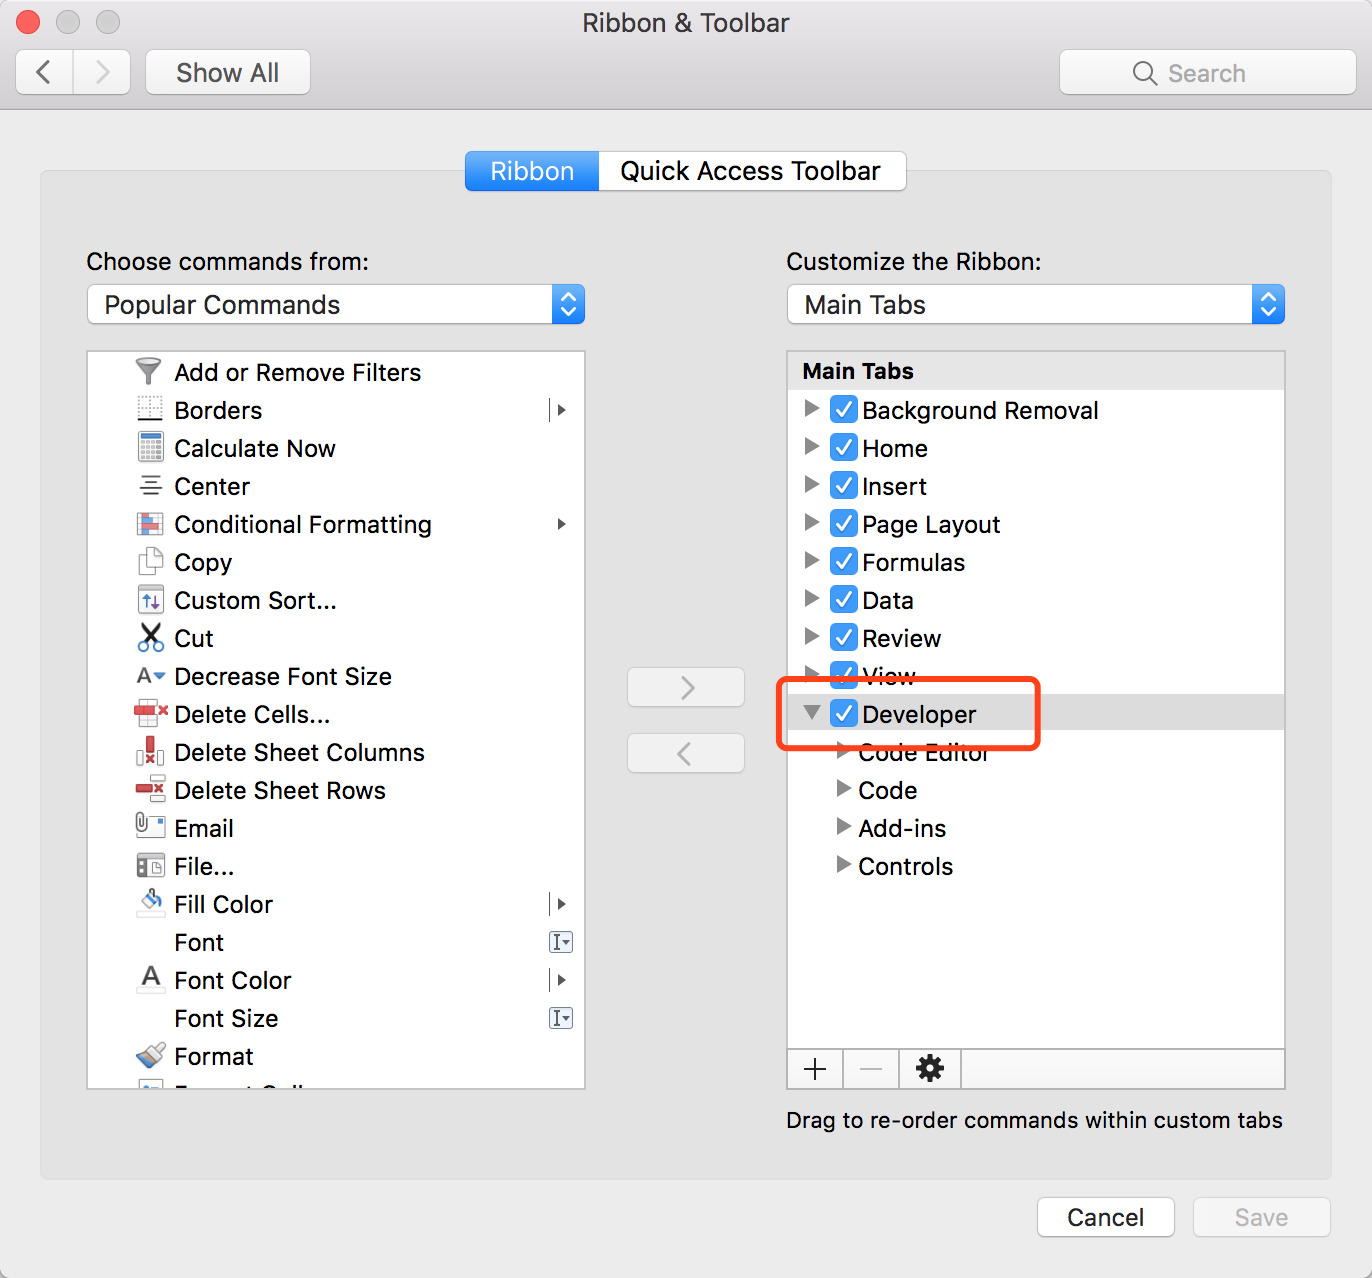 Ribbon & Toolbar
Show All
Search
Ribbon
Quick Access Toolbar
Choose commands from:
Popular Commands
Add or Remove Filters
Borders
Calculate Now
Center
Conditional Formatting
Copy
Custom Sort...
Cut
Decrease Font Size
Delete Cells...
Delete Sheet Columns
Delete Sheet Rows
Email
File...
Fill Color
Font
Font Color
Font Size
Format
Customize the Ribbon:
Main Tabs
Main Tabs
Background Removal
Home
Insert
Page Layout
Formulas
Data
Review
View
Developer
Code Editor
Code
Add-ins
Controls
Drag to re-order commands within custom tabs
Cancel
Save